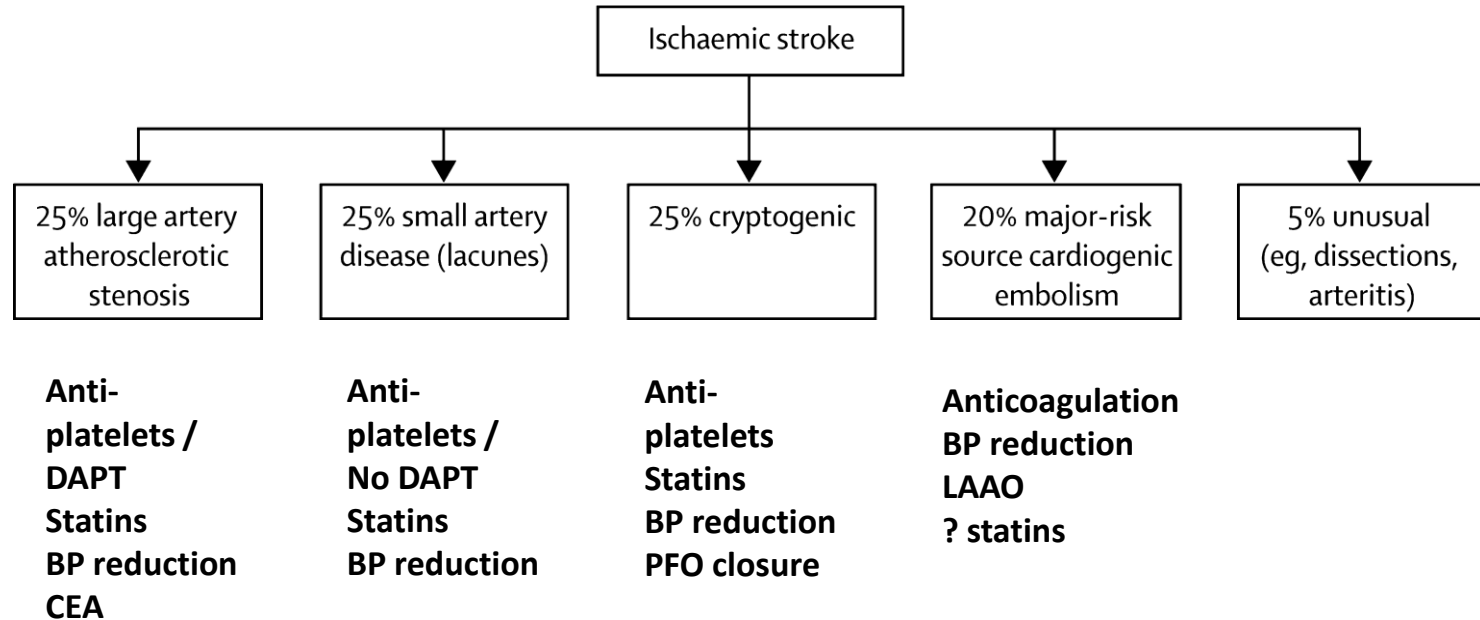 Ischaemic stroke
25% large artery
atherosclerotic
stenosis
25% small artery
disease (lacunes)
25% cryptogenic
20% major-risk
source cardiogenic
embolism
5% unusual
(eg, dissections,
arteritis)
Anti-
platelets /
DAPT
Statins
BP reduction
CEA
Anti-
platelets /
No DAPT
Statins
BP reduction
Anti-
platelets
Statins
BP reduction
PFO closure
Anticoagulation
BP reduction
LAAO
? statins